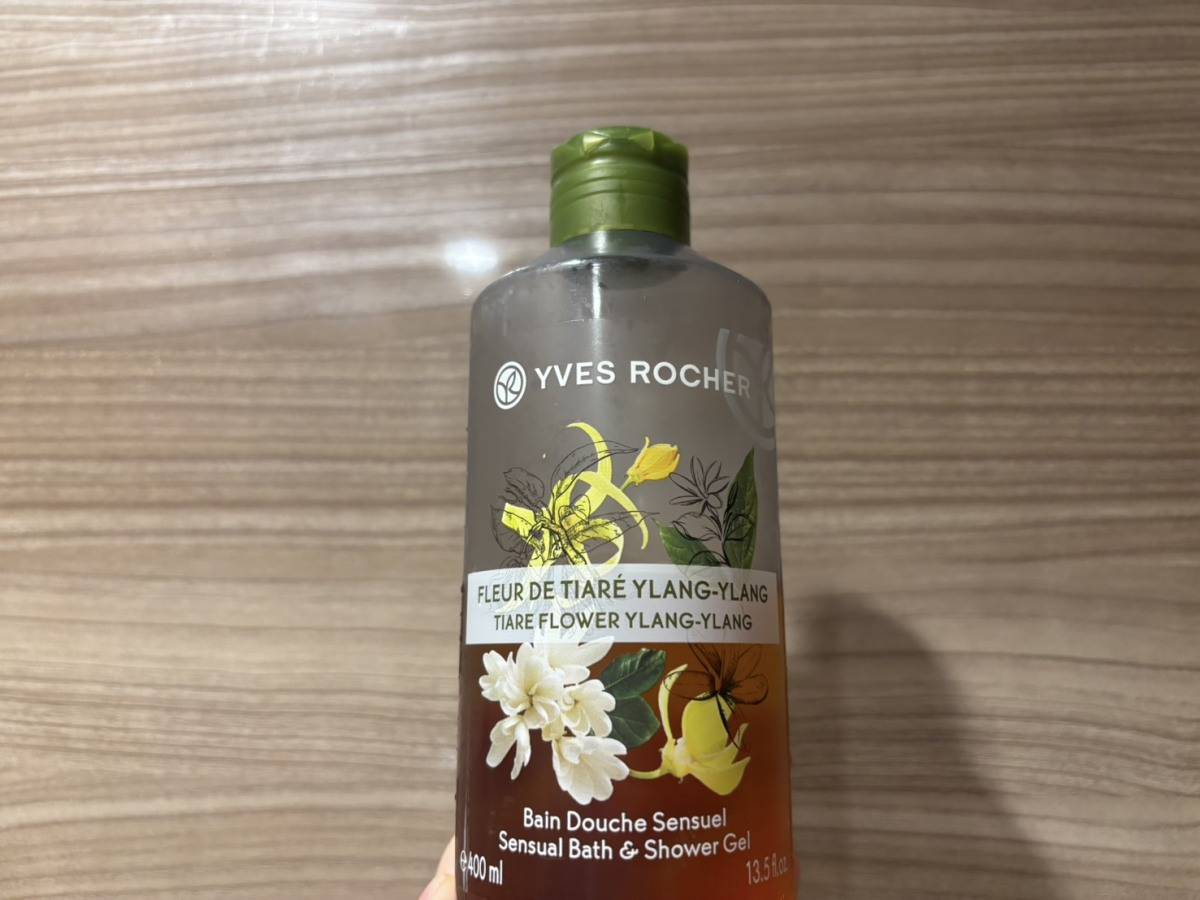 YVES ROCHER
FLEUR DE TIARÉ YLANG-YLANG
TIARE FLOWER YLANG-YLANG
Bain Douche Sensuel
Sensual Bath & Shower Gel
℮400 ml 13.5 fl.oz.